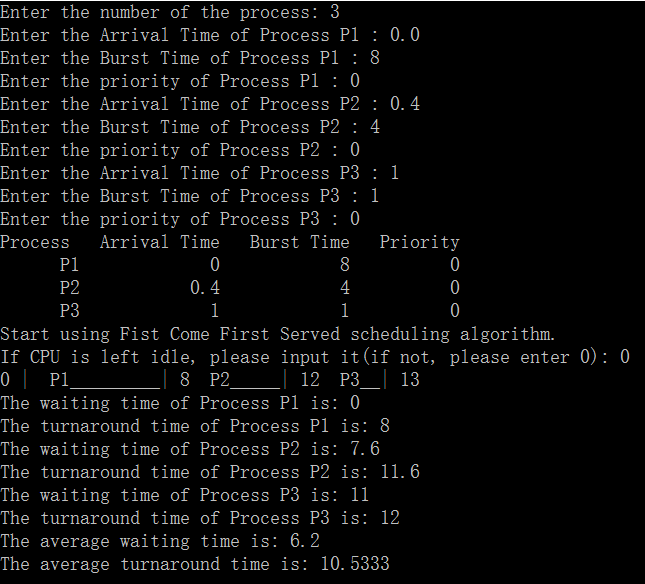 Enter the number of the process: 3
Enter the Arrival Time of Process P1 : 0.0
Enter the Burst Time of Process P1 : 8
Enter the priority of Process P1 : 0
Enter the Arrival Time of Process P2 : 0.4
Enter the Burst Time of Process P2 : 4
Enter the priority of Process P2 : 0
Enter the Arrival Time of Process P3 : 1
Enter the Burst Time of Process P3 : 1
Enter the priority of Process P3 : 0
Process   Arrival Time   Burst Time   Priority
      P1             0            8          0
      P2           0.4            4          0
      P3             1            1          0
Start using Fist Come First Served scheduling algorithm.
If CPU is left idle, please input it(if not, please enter 0): 0
0 |  P1_________| 8  P2_____| 12  P3__| 13
The waiting time of Process P1 is: 0
The turnaround time of Process P1 is: 8
The waiting time of Process P2 is: 7.6
The turnaround time of Process P2 is: 11.6
The waiting time of Process P3 is: 11
The turnaround time of Process P3 is: 12
The average waiting time is: 6.2
The average turnaround time is: 10.5333